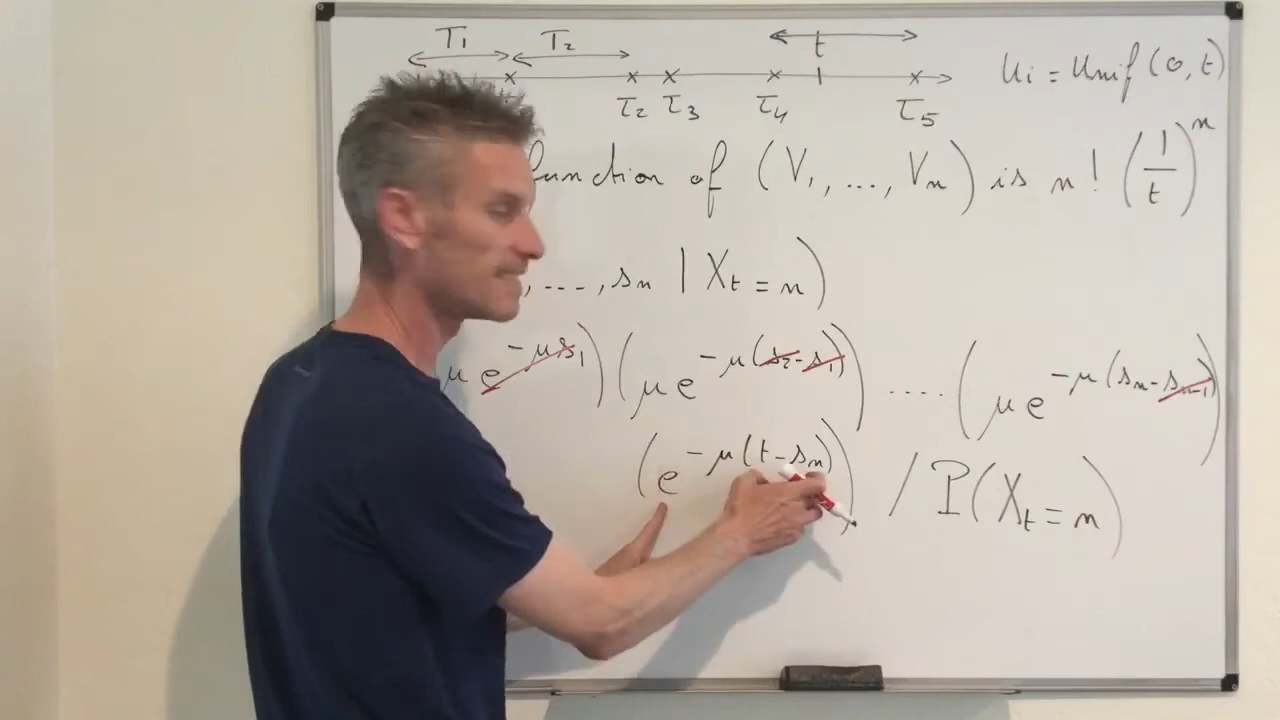 T₁ T₂ t Uᵢ = Unif (0, t)
τ₂ τ₃ τ₄ τ₅
function of (V₁, ..., Vₙ) is n! (1/t)ⁿ
, ...., sₙ | Xₜ = n)
μ e^{-μs₁}) (μ e^{-μ(s₂-s₁)}) .... (μ e^{-μ(sₙ-sₙ₋₁)})
(e^{-μ(t-sₙ)}) / P(Xₜ = n)